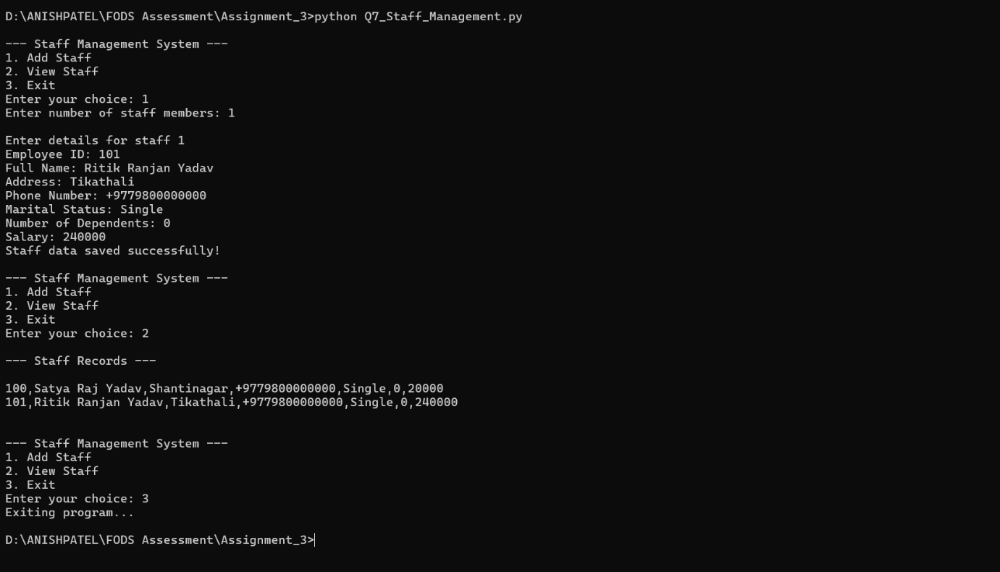 D:\ANISHPATEL\FODS Assessment\Assignment_3>python Q7_Staff_Management.py
--- Staff Management System ---
1. Add Staff
2. View Staff
3. Exit
Enter your choice: 1
Enter number of staff members: 1
Enter details for staff 1
Employee ID: 101
Full Name: Ritik Ranjan Yadav
Address: Tikathali
Phone Number: +9779800000000
Marital Status: Single
Number of Dependents: 0
Salary: 240000
Staff data saved successfully!
--- Staff Management System ---
1. Add Staff
2. View Staff
3. Exit
Enter your choice: 2
--- Staff Records ---
100,Satya Raj Yadav,Shantinagar,+9779800000000,Single,0,20000
101,Ritik Ranjan Yadav,Tikathali,+9779800000000,Single,0,240000
--- Staff Management System ---
1. Add Staff
2. View Staff
3. Exit
Enter your choice: 3
Exiting program...
D:\ANISHPATEL\FODS Assessment\Assignment_3>